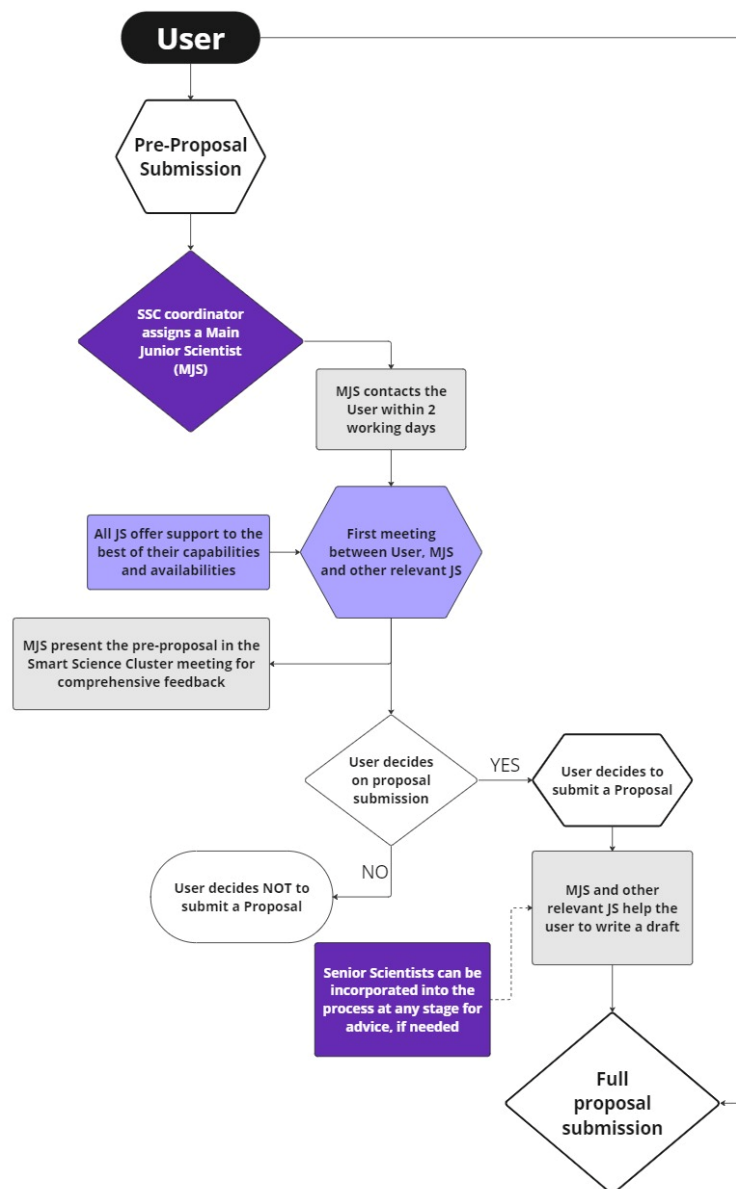 User
Pre-Proposal
Submission
SSC coordinator
assigns a Main
Junior Scientist
(MJS)
MJS contacts the
User within 2
working days
All JS offer support to the
best of their capabilities
and availabilities
First meeting
between User, MJS
and other relevant JS
MJS present the pre-proposal in the
Smart Science Cluster meeting for
comprehensive feedback
User decides
on proposal
submission
YES
User decides to
submit a Proposal
NO
User decides NOT to
submit a Proposal
MJS and other
relevant JS help the
user to write a draft
Senior Scientists can be
incorporated into the
process at any stage for
advice, if needed
Full
proposal
submission